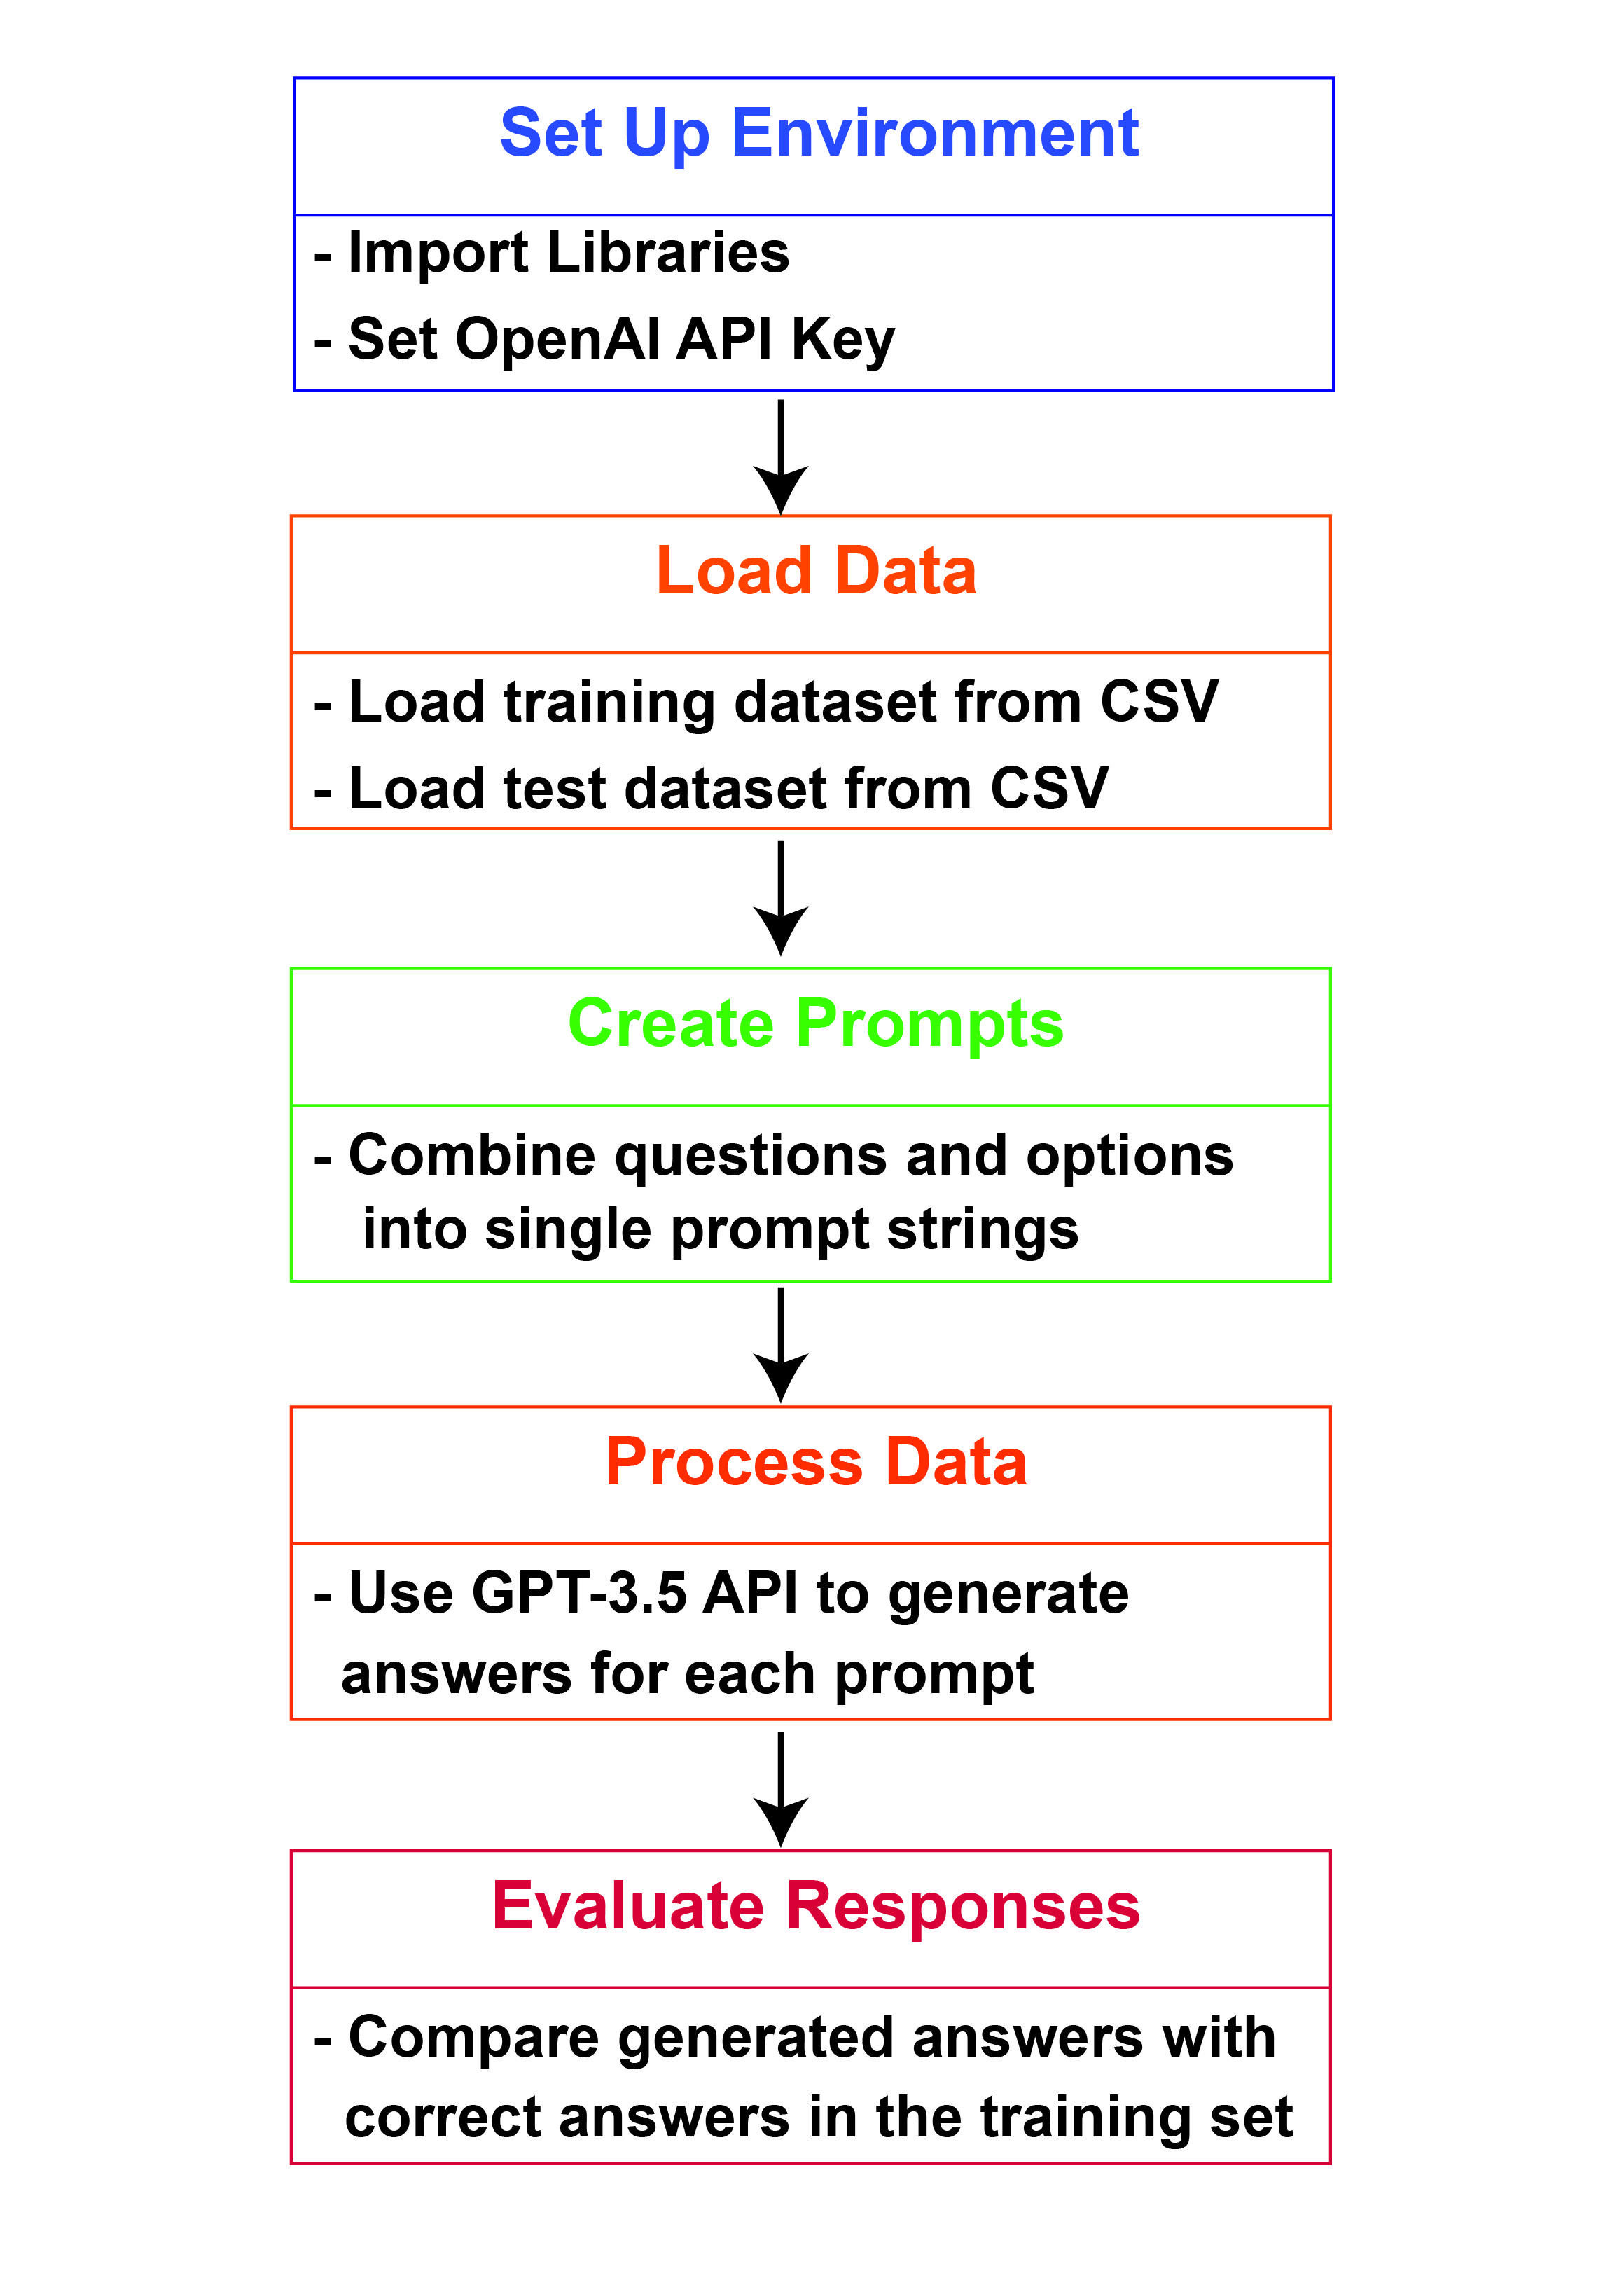 Set Up Environment
- Import Libraries
- Set OpenAI API Key
Load Data
- Load training dataset from CSV
- Load test dataset from CSV
Create Prompts
- Combine questions and options
into single prompt strings
Process Data
- Use GPT-3.5 API to generate
answers for each prompt
Evaluate Responses
- Compare generated answers with
correct answers in the training set